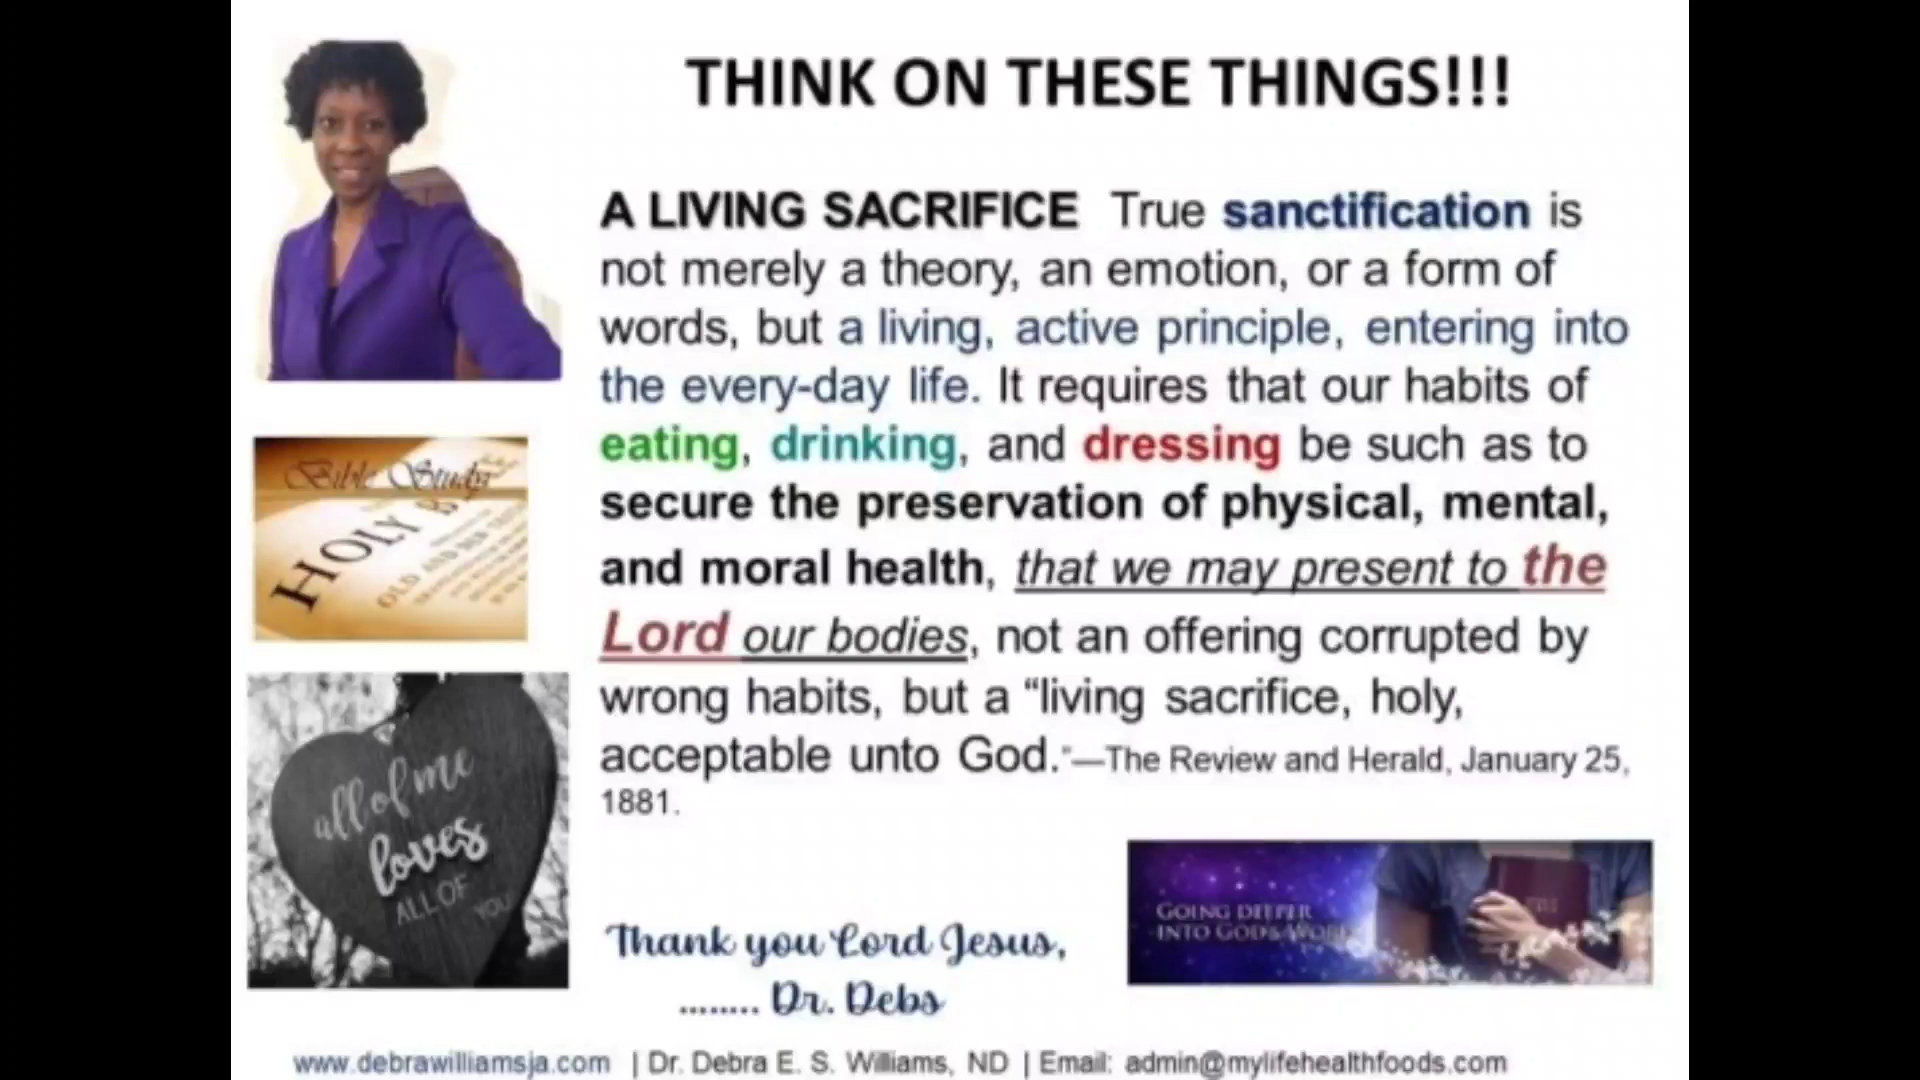 THINK ON THESE THINGS!!!
A LIVING SACRIFICE True sanctification is
not merely a theory, an emotion, or a form of
words, but a living, active principle, entering into
the every-day life. It requires that our habits of
eating, drinking, and dressing be such as to
secure the preservation of physical, mental,
and moral health, that we may present to the
Lord our bodies, not an offering corrupted by
wrong habits, but a “living sacrifice, holy,
acceptable unto God."—The Review and Herald, January 25,
1881.
Bible Study
HOLY B
OLD AND
all of me
loves
ALL OF
YOU
GOING DEEPER
INTO GOD'S WORD
Thank you Lord Jesus,
........ Dr. Debs
www.debrawilliamsja.com | Dr. Debra E. S. Williams, ND | Email: admin@mylifehealthfoods.com